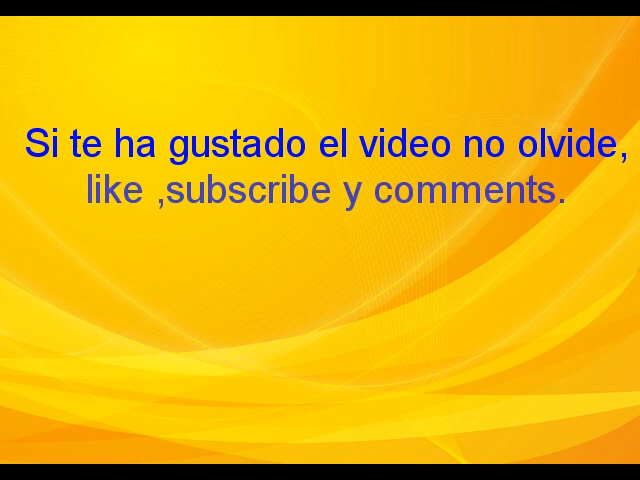 Si te ha gustado el video no olvide,
like ,subscribe y comments.